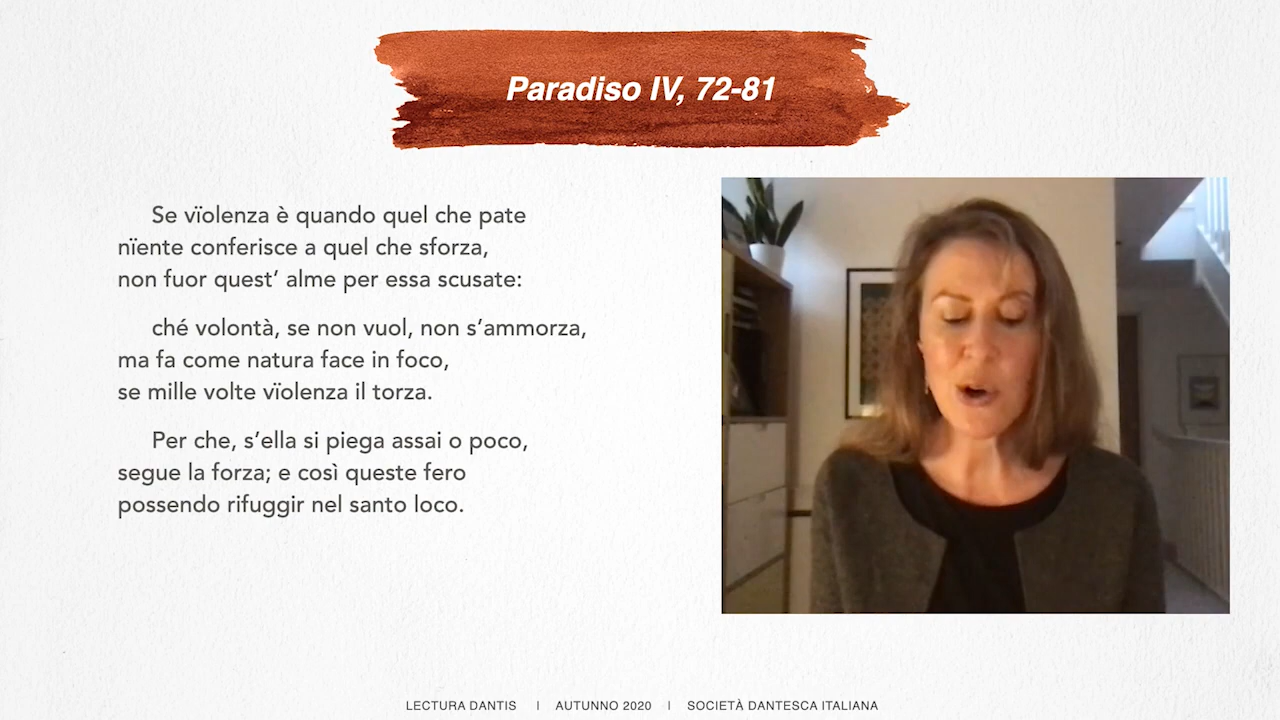 Paradiso IV, 72-81
Se vïolenza è quando quel che pate
nïente conferisce a quel che sforza,
non fuor quest’ alme per essa scusate:
ché volontà, se non vuol, non s’ammorza,
ma fa come natura face in foco,
se mille volte vïolenza il torza.
Per che, s’ella si piega assai o poco,
segue la forza; e così queste fero
possendo rifuggir nel santo loco.
LECTURA DANTIS | AUTUNNO 2020 | SOCIETÀ DANTESCA ITALIANA